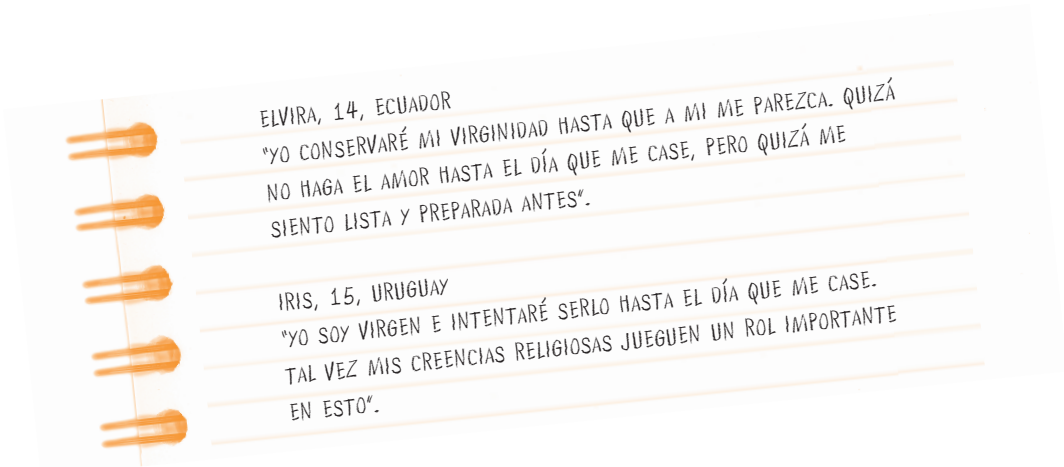 ELVIRA, 14, ECUADOR
"YO CONSERVARÉ MI VIRGINIDAD HASTA QUE A MI ME PAREZCA. QUIZÁ
NO HAGA EL AMOR HASTA EL DÍA QUE ME CASE, PERO QUIZÁ ME
SIENTO LISTA Y PREPARADA ANTES".
IRIS, 15, URUGUAY
"YO SOY VIRGEN E INTENTARÉ SERLO HASTA EL DÍA QUE ME CASE.
TAL VEZ MIS CREENCIAS RELIGIOSAS JUEGUEN UN ROL IMPORTANTE
EN ESTO".